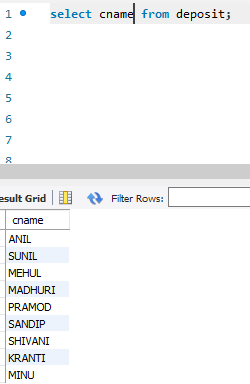 1 select cname from deposit;
2
3
4
5
6
7
8
Result Grid Filter Rows:
cname
ANIL
SUNIL
MEHUL
MADHURI
PRAMOD
SANDIP
SHIVANI
KRANTI
MINU